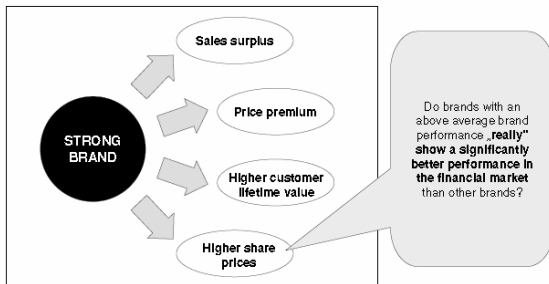 STRONG
BRAND
Sales surplus
Price premium
Higher customer
lifetime value
Higher share
prices
Do brands with an
above average brand
performance „really"
show a significantly
better performance in
the financial market
than other brands?